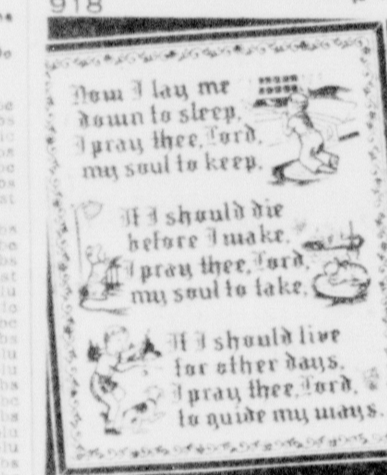 918
Now I lay me
down to sleep,
I pray thee, Lord,
my soul to keep.
If I should die
before I wake,
I pray thee, Lord,
my soul to take.
If I should live
for other days,
I pray thee, Lord,
to guide my ways.